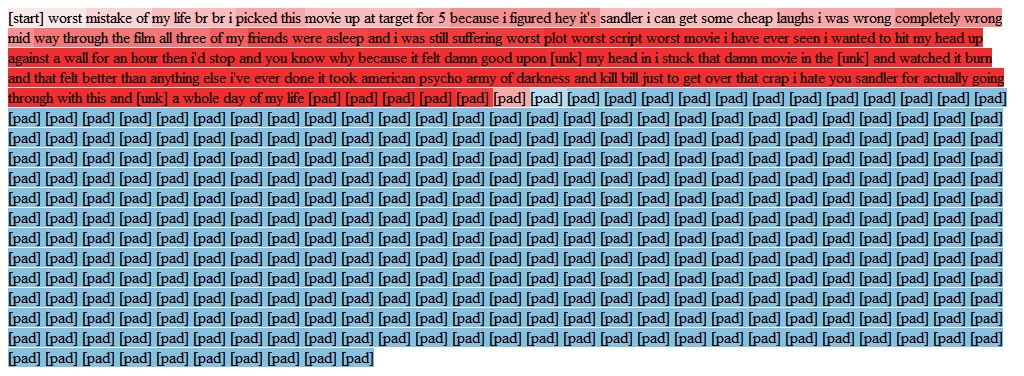 [start] worst mistake of my life br br i picked this movie up at target for 5 because i figured hey it's sandler i can get some cheap laughs i was wrong completely wrong
mid way through the film all three of my friends were asleep and i was still suffering worst plot worst script worst movie i have ever seen i wanted to hit my head up
against a wall for an hour then i'd stop and you know why because it felt damn good upon [unk] my head in i stuck that damn movie in the [unk] and watched it burn
and that felt better than anything else i've ever done it took american psycho army of darkness and kill bill just to get over that crap i hate you sandler for actually going
through with this and [unk] a whole day of my life [pad] [pad] [pad] [pad] [pad] [pad] [pad] [pad] [pad] [pad] [pad] [pad] [pad] [pad] [pad] [pad] [pad] [pad] [pad]
[pad] [pad] [pad] [pad] [pad] [pad] [pad] [pad] [pad] [pad] [pad] [pad] [pad] [pad] [pad] [pad] [pad] [pad] [pad] [pad] [pad] [pad] [pad] [pad] [pad] [pad] [pad]
[pad] [pad] [pad] [pad] [pad] [pad] [pad] [pad] [pad] [pad] [pad] [pad] [pad] [pad] [pad] [pad] [pad] [pad] [pad] [pad] [pad] [pad] [pad] [pad] [pad] [pad] [pad]
[pad] [pad] [pad] [pad] [pad] [pad] [pad] [pad] [pad] [pad] [pad] [pad] [pad] [pad] [pad] [pad] [pad] [pad] [pad] [pad] [pad] [pad] [pad] [pad] [pad] [pad] [pad]
[pad] [pad] [pad] [pad] [pad] [pad] [pad] [pad] [pad] [pad] [pad] [pad] [pad] [pad] [pad] [pad] [pad] [pad] [pad] [pad] [pad] [pad] [pad] [pad] [pad] [pad] [pad]
[pad] [pad] [pad] [pad] [pad] [pad] [pad] [pad] [pad] [pad] [pad] [pad] [pad] [pad] [pad] [pad] [pad] [pad] [pad] [pad] [pad] [pad] [pad] [pad] [pad] [pad] [pad]
[pad] [pad] [pad] [pad] [pad] [pad] [pad] [pad] [pad] [pad] [pad] [pad] [pad] [pad] [pad] [pad] [pad] [pad] [pad] [pad] [pad] [pad] [pad] [pad] [pad] [pad] [pad]
[pad] [pad] [pad] [pad] [pad] [pad] [pad] [pad] [pad] [pad] [pad] [pad] [pad] [pad] [pad] [pad] [pad] [pad] [pad] [pad] [pad] [pad] [pad] [pad] [pad] [pad] [pad]
[pad] [pad] [pad] [pad] [pad] [pad] [pad] [pad] [pad] [pad] [pad] [pad] [pad] [pad] [pad] [pad] [pad] [pad] [pad] [pad] [pad] [pad] [pad] [pad] [pad] [pad] [pad]
[pad] [pad] [pad] [pad] [pad] [pad] [pad] [pad] [pad] [pad] [pad] [pad] [pad] [pad] [pad] [pad] [pad] [pad] [pad] [pad] [pad] [pad] [pad] [pad] [pad] [pad] [pad]
[pad] [pad] [pad] [pad] [pad] [pad] [pad] [pad] [pad] [pad] [pad] [pad] [pad] [pad] [pad] [pad] [pad] [pad] [pad] [pad] [pad] [pad] [pad] [pad] [pad] [pad] [pad]
[pad] [pad] [pad] [pad] [pad] [pad] [pad] [pad] [pad] [pad] [pad] [pad] [pad] [pad] [pad] [pad] [pad] [pad] [pad] [pad] [pad] [pad] [pad] [pad] [pad] [pad] [pad]
[pad] [pad] [pad] [pad] [pad] [pad] [pad] [pad] [pad] [pad] [pad] [pad] [pad] [pad] [pad] [pad] [pad] [pad] [pad] [pad] [pad] [pad] [pad] [pad] [pad] [pad] [pad]
[pad] [pad] [pad] [pad] [pad] [pad] [pad] [pad] [pad] [pad]